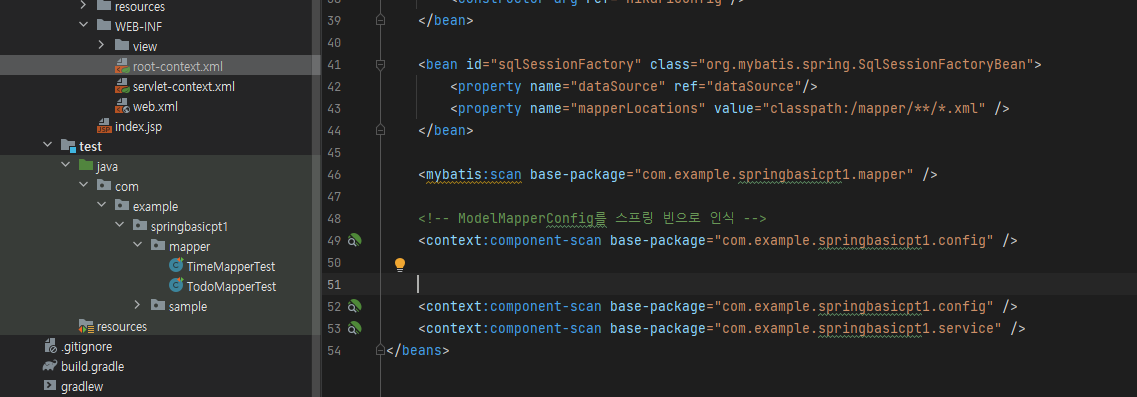 resources
WEB-INF
view
root-context.xml
servlet-context.xml
web.xml
index.jsp
test
java
com
example
springbasicpt1
mapper
TimeMapperTest
TodoMapperTest
sample
resources
.gitignore
build.gradle
gradlew
39 </bean>
40
41 <bean id="sqlSessionFactory" class="org.mybatis.spring.SqlSessionFactoryBean">
42 <property name="dataSource" ref="dataSource"/>
43 <property name="mapperLocations" value="classpath:/mapper/**/*.xml" />
44 </bean>
45
46 <mybatis:scan base-package="com.example.springbasicpt1.mapper" />
47
48 <!-- ModelMapperConfig를 스프링 빈으로 인식 -->
49 <context:component-scan base-package="com.example.springbasicpt1.config" />
50
51
52 <context:component-scan base-package="com.example.springbasicpt1.config" />
53 <context:component-scan base-package="com.example.springbasicpt1.service" />
54 </beans>